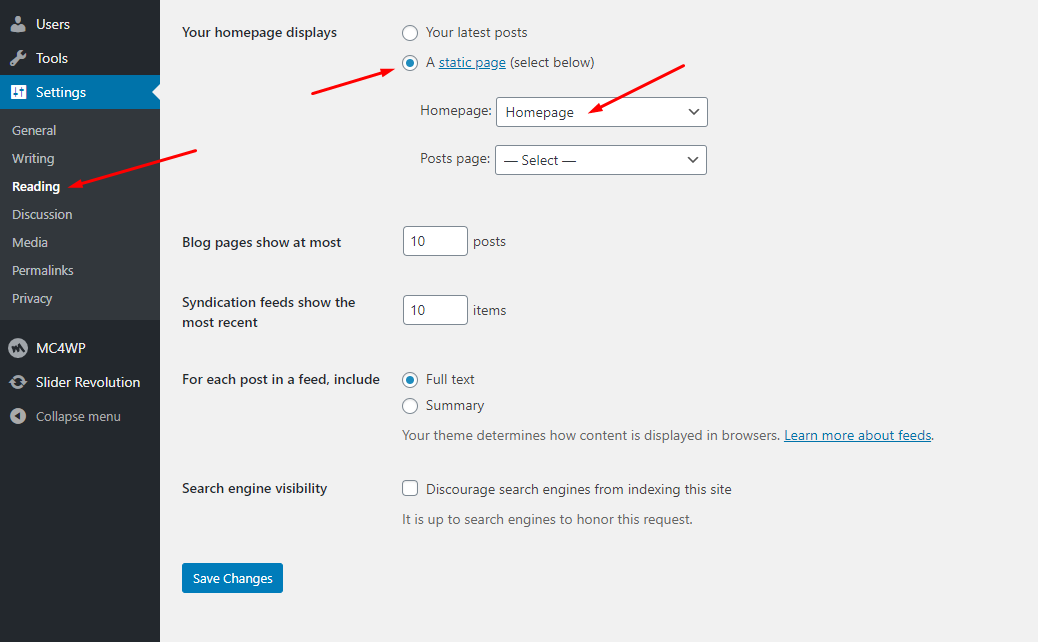 Users
Tools
Settings
General
Writing
Reading
Discussion
Media
Permalinks
Privacy
MC4WP
Slider Revolution
Collapse menu
Your homepage displays
Your latest posts
A static page (select below)
Homepage: Homepage
Posts page: — Select —
Blog pages show at most 10 posts
Syndication feeds show the
most recent
10 items
For each post in a feed, include
Full text
Summary
Your theme determines how content is displayed in browsers. Learn more about feeds.
Search engine visibility
Discourage search engines from indexing this site
It is up to search engines to honor this request.
Save Changes